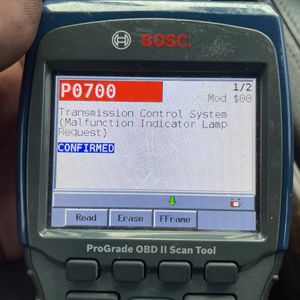 BOSCH
P0700
1/2
Mod $00
Transmission Control System
(Malfunction Indicator Lamp
Request)
CONFIRMED
Read
Erase
FFrame
ProGrade OBD II Scan Tool